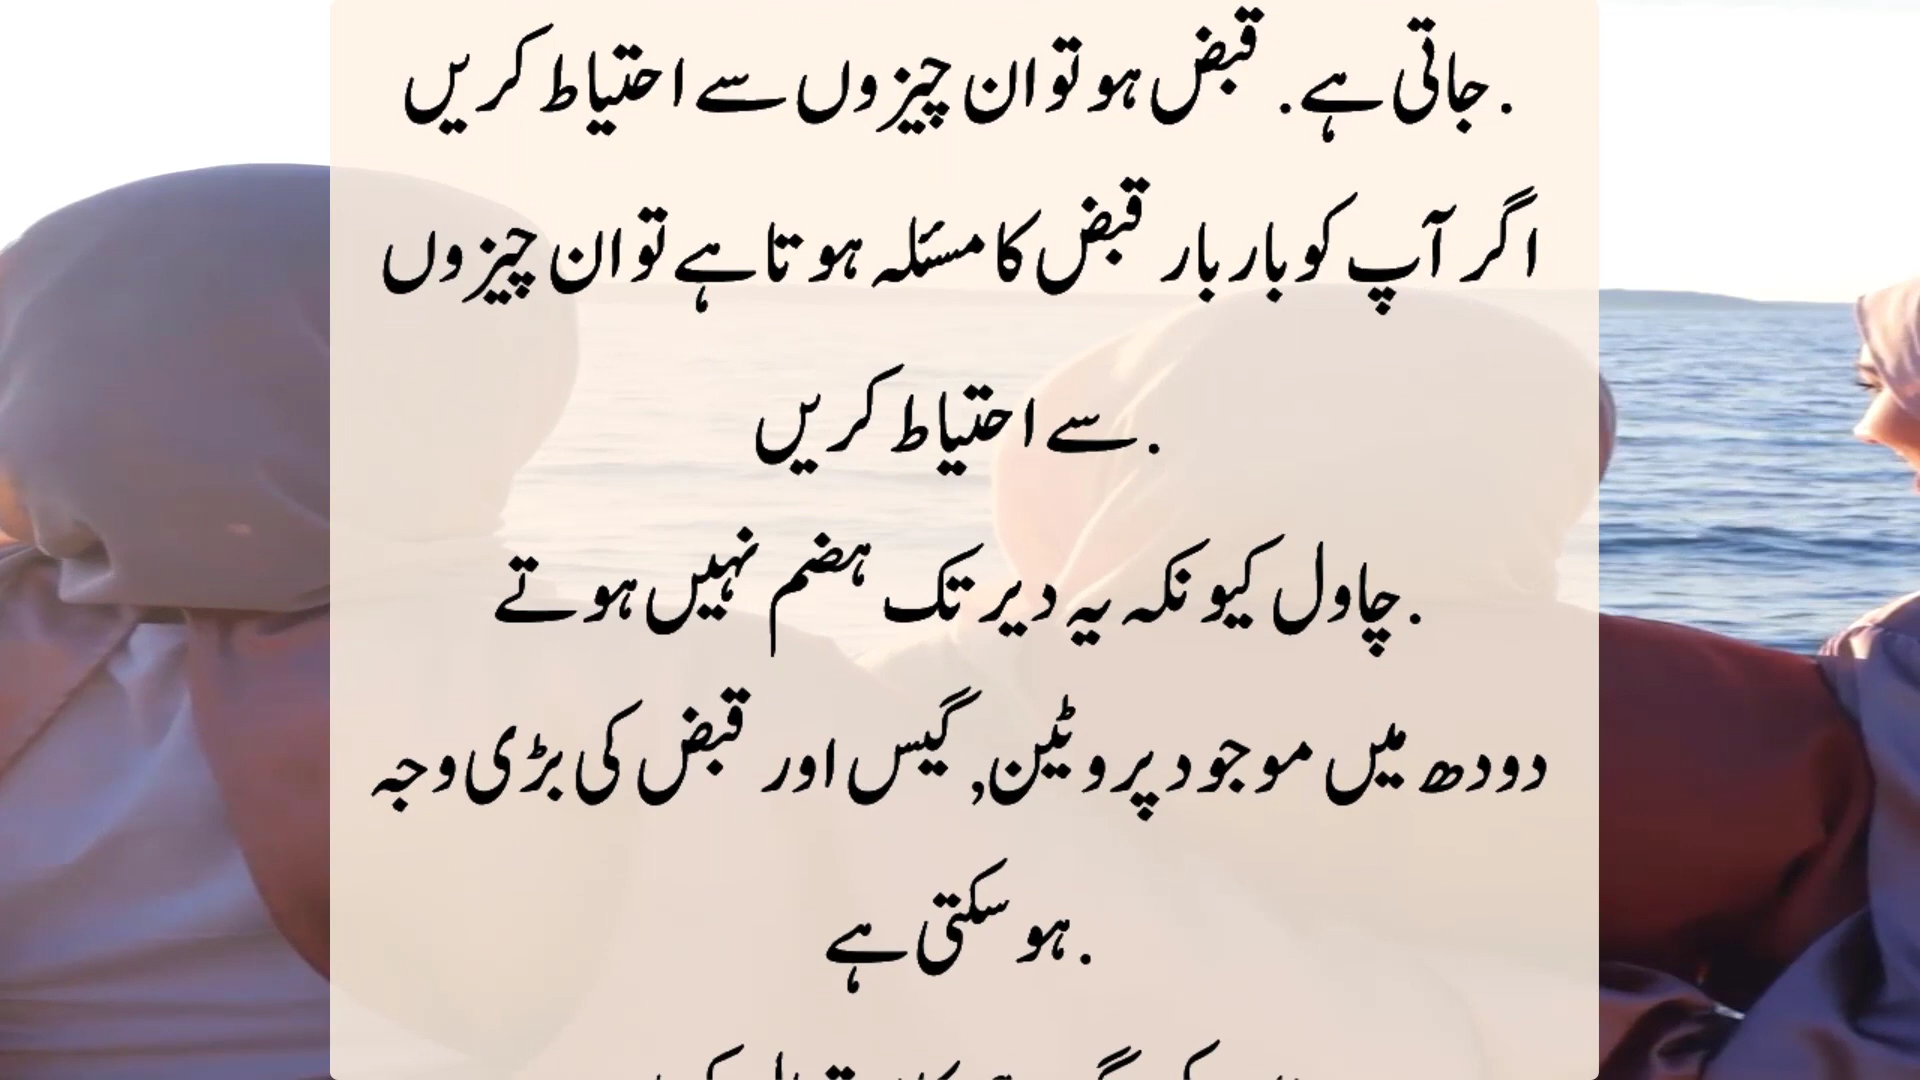 جاتی ہے. قبض ہو تو ان چیزوں سے احتیاط کریں.
اگر آپ کو بار بار قبض کا مسئلہ ہوتا ہے تو ان چیزوں
سے احتیاط کریں.
چاول کیونکہ یہ دیر تک ہضم نہیں ہوتے.
دودھ میں موجود پروٹین, گیس اور قبض کی بڑی وجہ
ہو سکتی ہے.